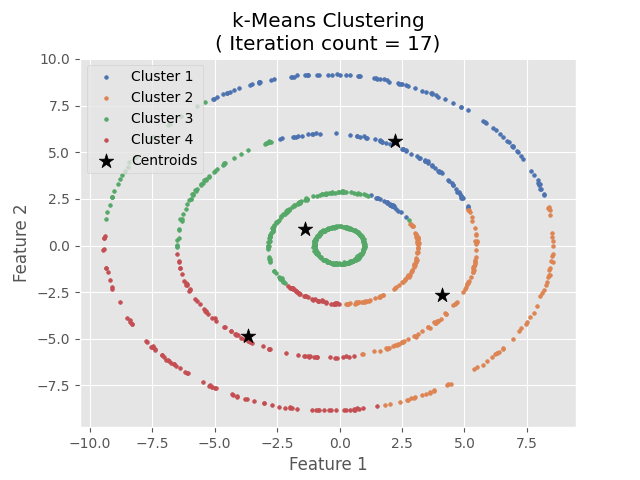 k-Means Clustering
( Iteration count = 17)
Cluster 1
Cluster 2
Cluster 3
Cluster 4
Centroids
10.0
7.5
5.0
2.5
0.0
−2.5
−5.0
−7.5
Feature 2
−10.0 −7.5 −5.0 −2.5 0.0 2.5 5.0 7.5
Feature 1